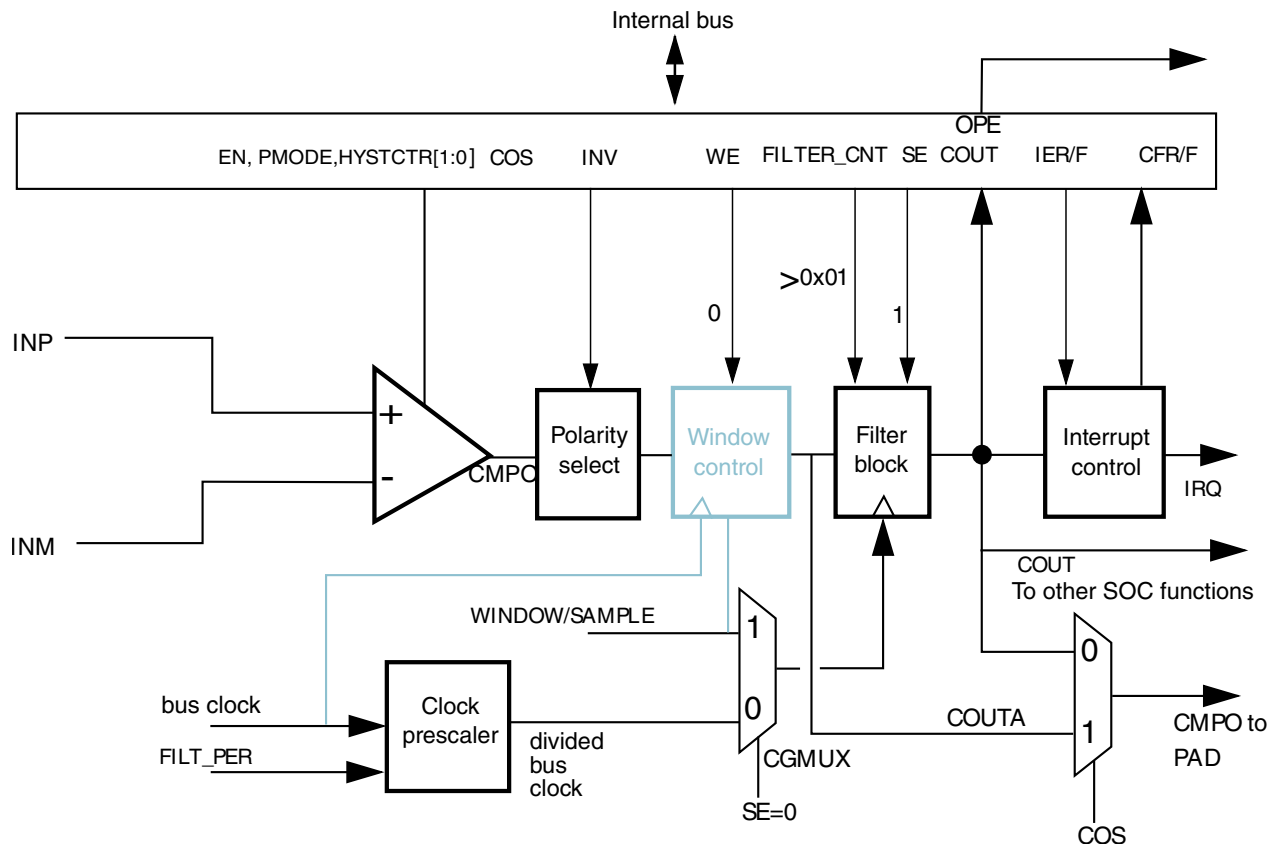 Internal bus
OPE
EN, PMODE,HYSTCTR[1:0] COS INV WE FILTER_CNT SE COUT IER/F CFR/F
>0x01
0
1
INP
+
-
CMPO
Polarity
select
Window
control
Filter
block
Interrupt
control
IRQ
INM
COUT
To other SOC functions
WINDOW/SAMPLE
1
0
bus clock
FILT_PER
Clock
prescaler
divided
bus
clock
CGMUX
SE=0
COUTA
0
1
CMPO to
PAD
COS